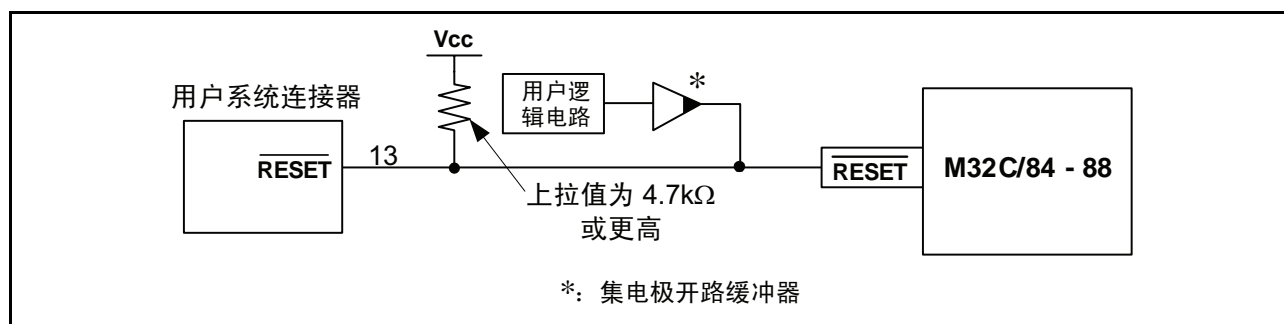 Vcc
用户系统连接器
用户逻
辑电路
*
RESET
13
RESET
M32C/84 - 88
上拉值为 4.7kΩ
或更高
*: 集电极开路缓冲器